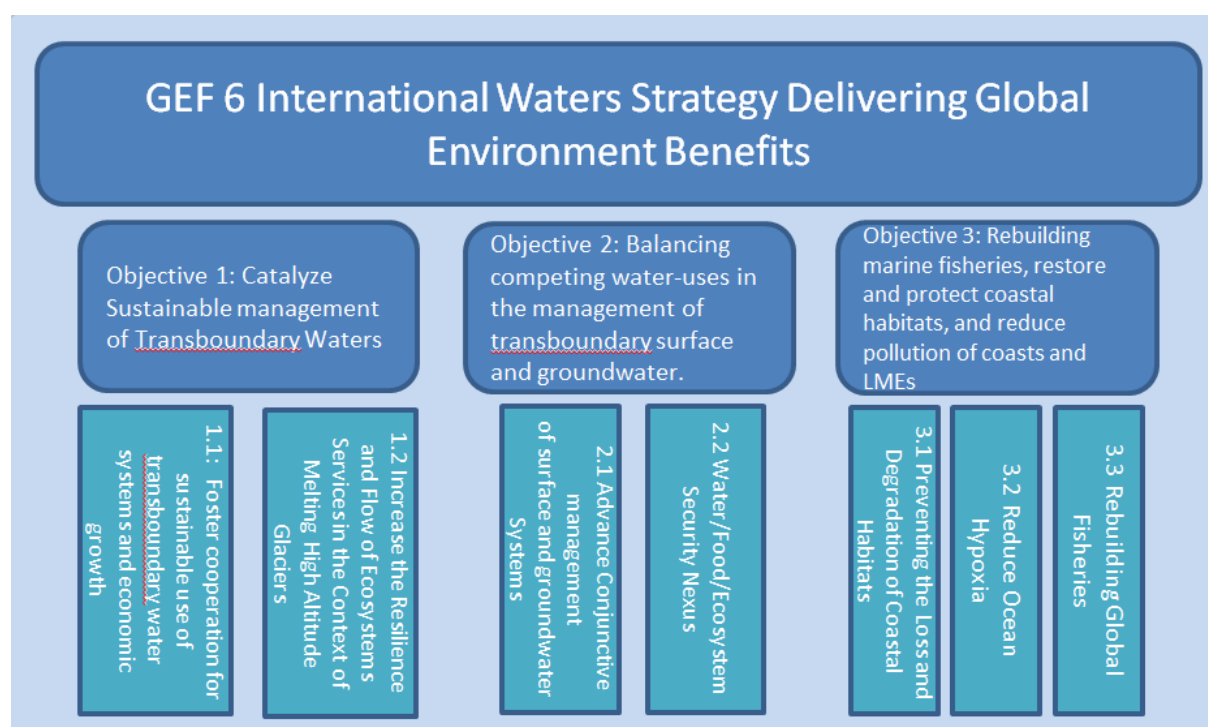 GEF 6 International Waters Strategy Delivering Global
Environment Benefits
Objective 1: Catalyze
Sustainable management
of Transboundary Waters
Objective 2: Balancing
competing water-uses in
the management of
transboundary surface
and groundwater.
Objective 3: Rebuilding
marine fisheries, restore
and protect coastal
habitats, and reduce
pollution of coasts and
LMEs
1.1: Foster cooperation for
sustainable use of
transboundary water
systems and economic
growth
1.2 Increase the Resilience
and Flow of Ecosystems
Services in the Context of
Melting High Altitude
Glaciers
2.1 Advance Conjunctive
management
of surface and groundwater
Systems
2.2 Water/Food/Ecosystem
Security Nexus
3.1 Preventing the Loss and
Degradation of Coastal
Habitats
3.2 Reduce Ocean
Hypoxia
3.3 Rebuilding Global
Fisheries